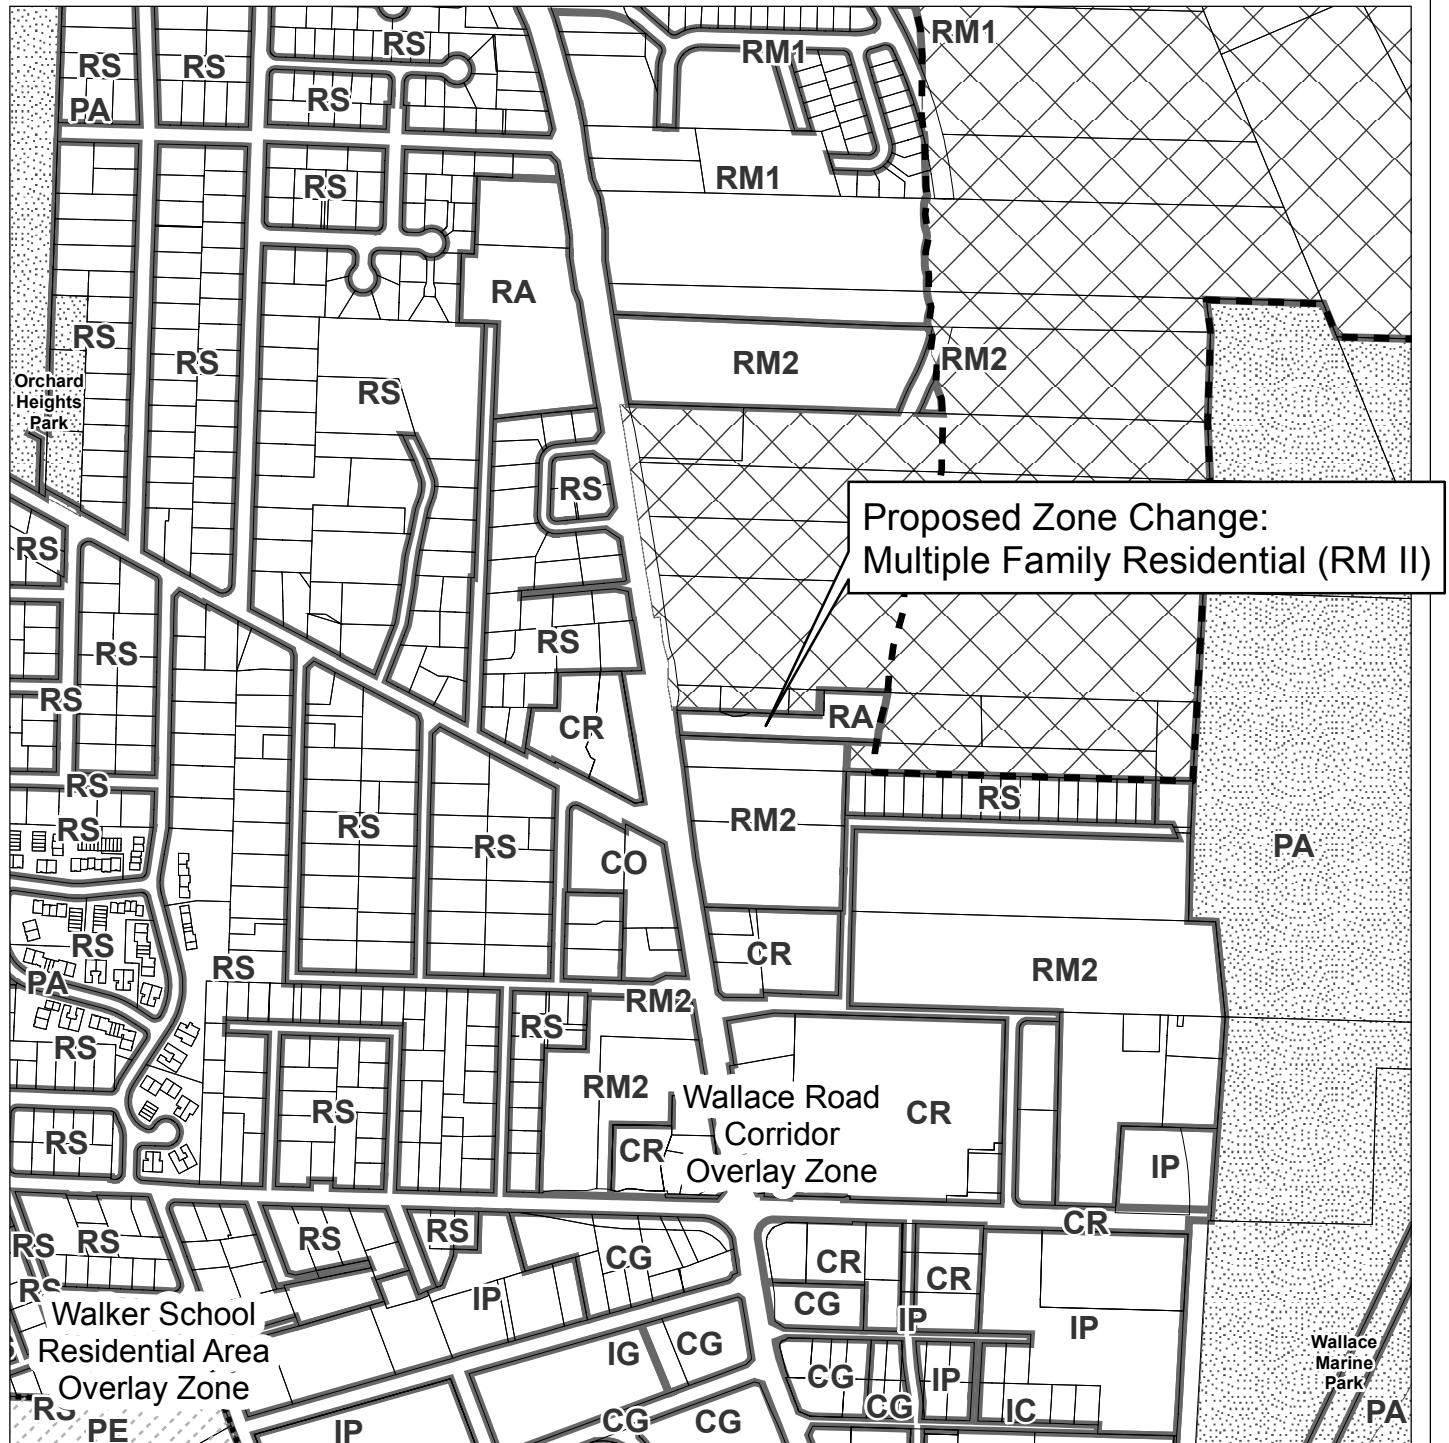 RM1
RS
RM1
RS
RS
RS
PA
RM1
RS
RA
RS
RM2
RM2
RS
RS
Orchard
Heights
Park
RS
Proposed Zone Change:
Multiple Family Residential (RM II)
RS
RS
RS
RS
RA
CR
RS
RS
RM2
RS
RS
RS
PA
CO
RS
CR
RS
RM2
PA
RM2
RS
RS
RM2
Wallace Road
Corridor
Overlay Zone
CR
RS
RS
CR
IP
CR
RS
RS
RS
RS
CG
CR
CR
RS
IP
CG
IP
IP
Walker School
Residential Area
Overlay Zone
IG
CG
Wallace
Marine
Park
CG
IP
CG
IC
PA
RS
PE
IP
CG
CG